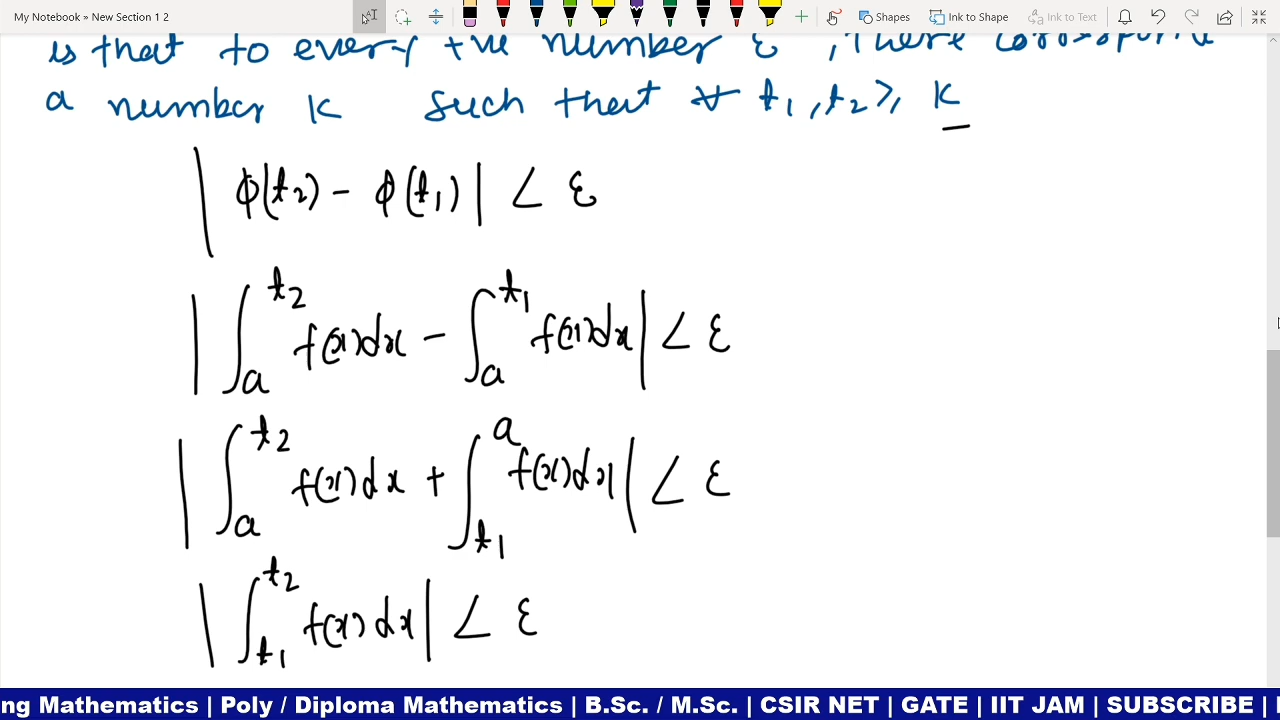 My Notebook » New Section 1 2
Shapes
Ink to Shape
Ink to Text
is that to every +ve number ε , There correspond
a number K such that ∀ t₁, t₂ ≥ K
| φ(t₂) - φ(t₁) | < ε
| ∫ₐ^t₂ f(x)dx - ∫ₐ^t₁ f(x)dx | < ε
| ∫ₐ^t₂ f(x)dx + ∫_t₁^a f(x)dx | < ε
| ∫_t₁^t₂ f(x)dx | < ε
ng Mathematics | Poly / Diploma Mathematics | B.Sc. / M.Sc. | CSIR NET | GATE | IIT JAM | SUBSCRIBE |